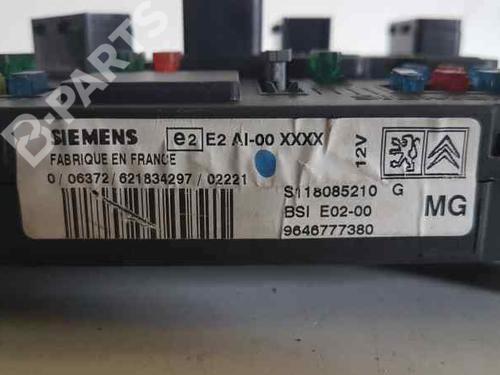 B-PARTS
SIEMENS e2 E2 AI-00 XXXX
FABRIQUE EN FRANCE
0/06372/621834297/02221
12V
S118085210 G
BSI E02-00
9646777380
MG